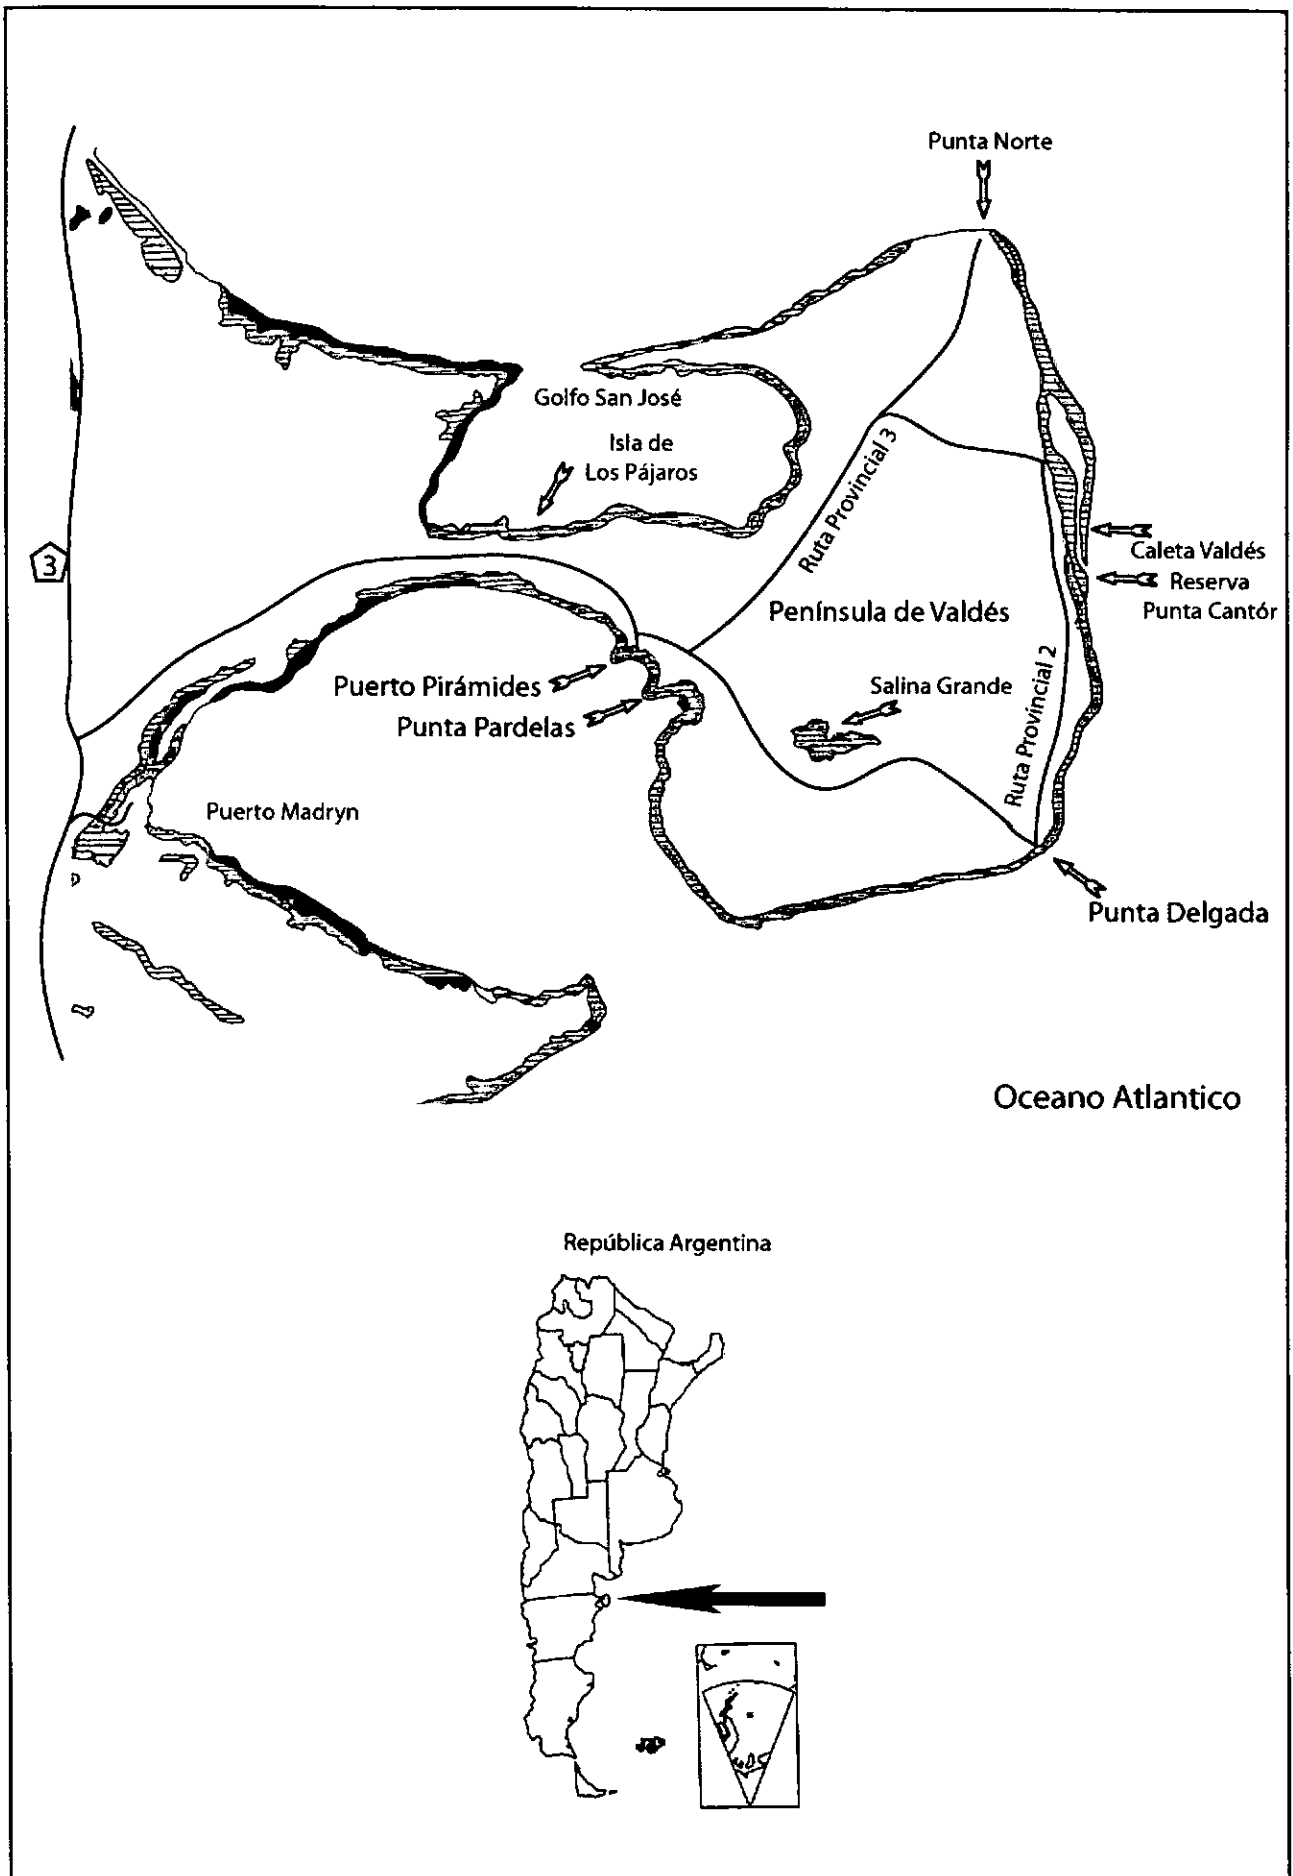 Punta Norte
Golfo San José
Isla de
Los Pájaros
Ruta Provincial 3
3
Caleta Valdés
Reserva
Punta Cantór
Península de Valdés
Puerto Pirámides
Punta Pardelas
Salina Grande
Ruta Provincial 2
Puerto Madryn
Punta Delgada
Oceano Atlantico
República Argentina